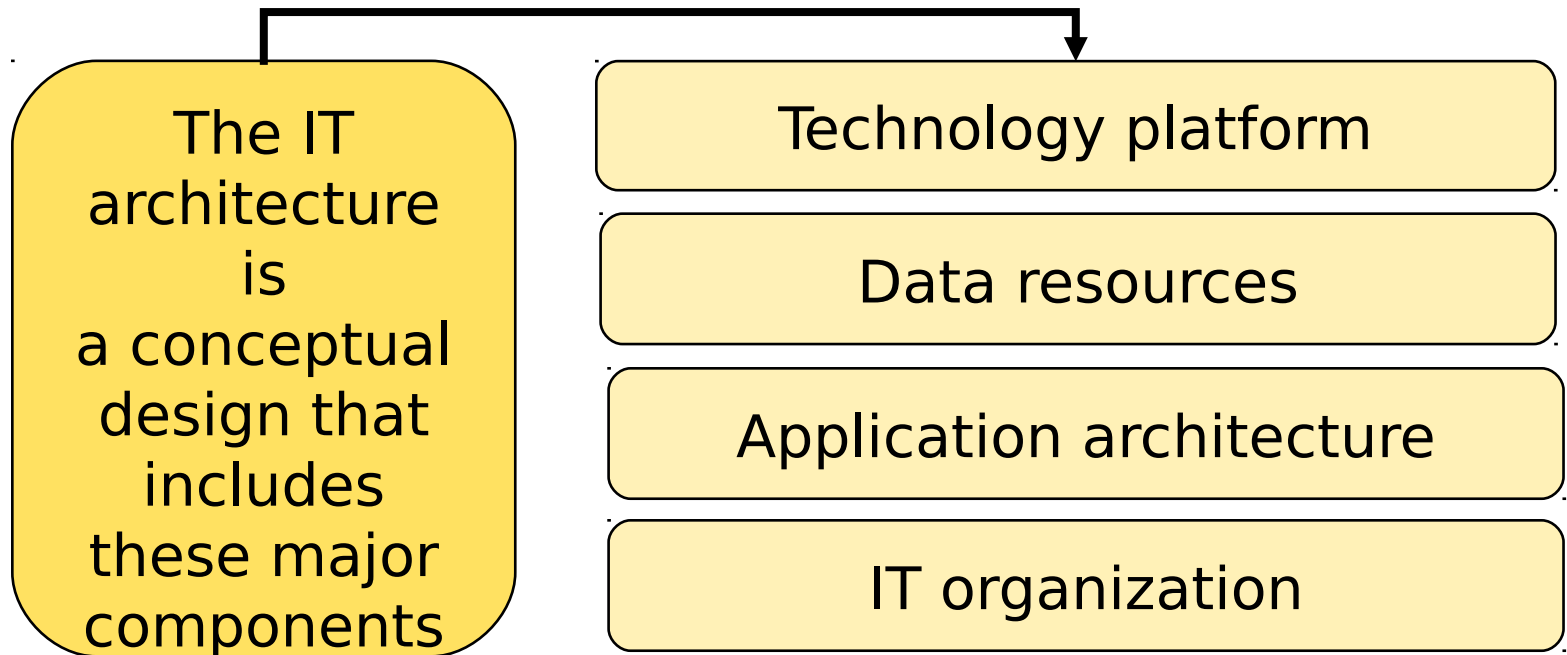 The IT
architecture
is
a conceptual
design that
includes
these major
components
Technology platform
Data resources
Application architecture
IT organization